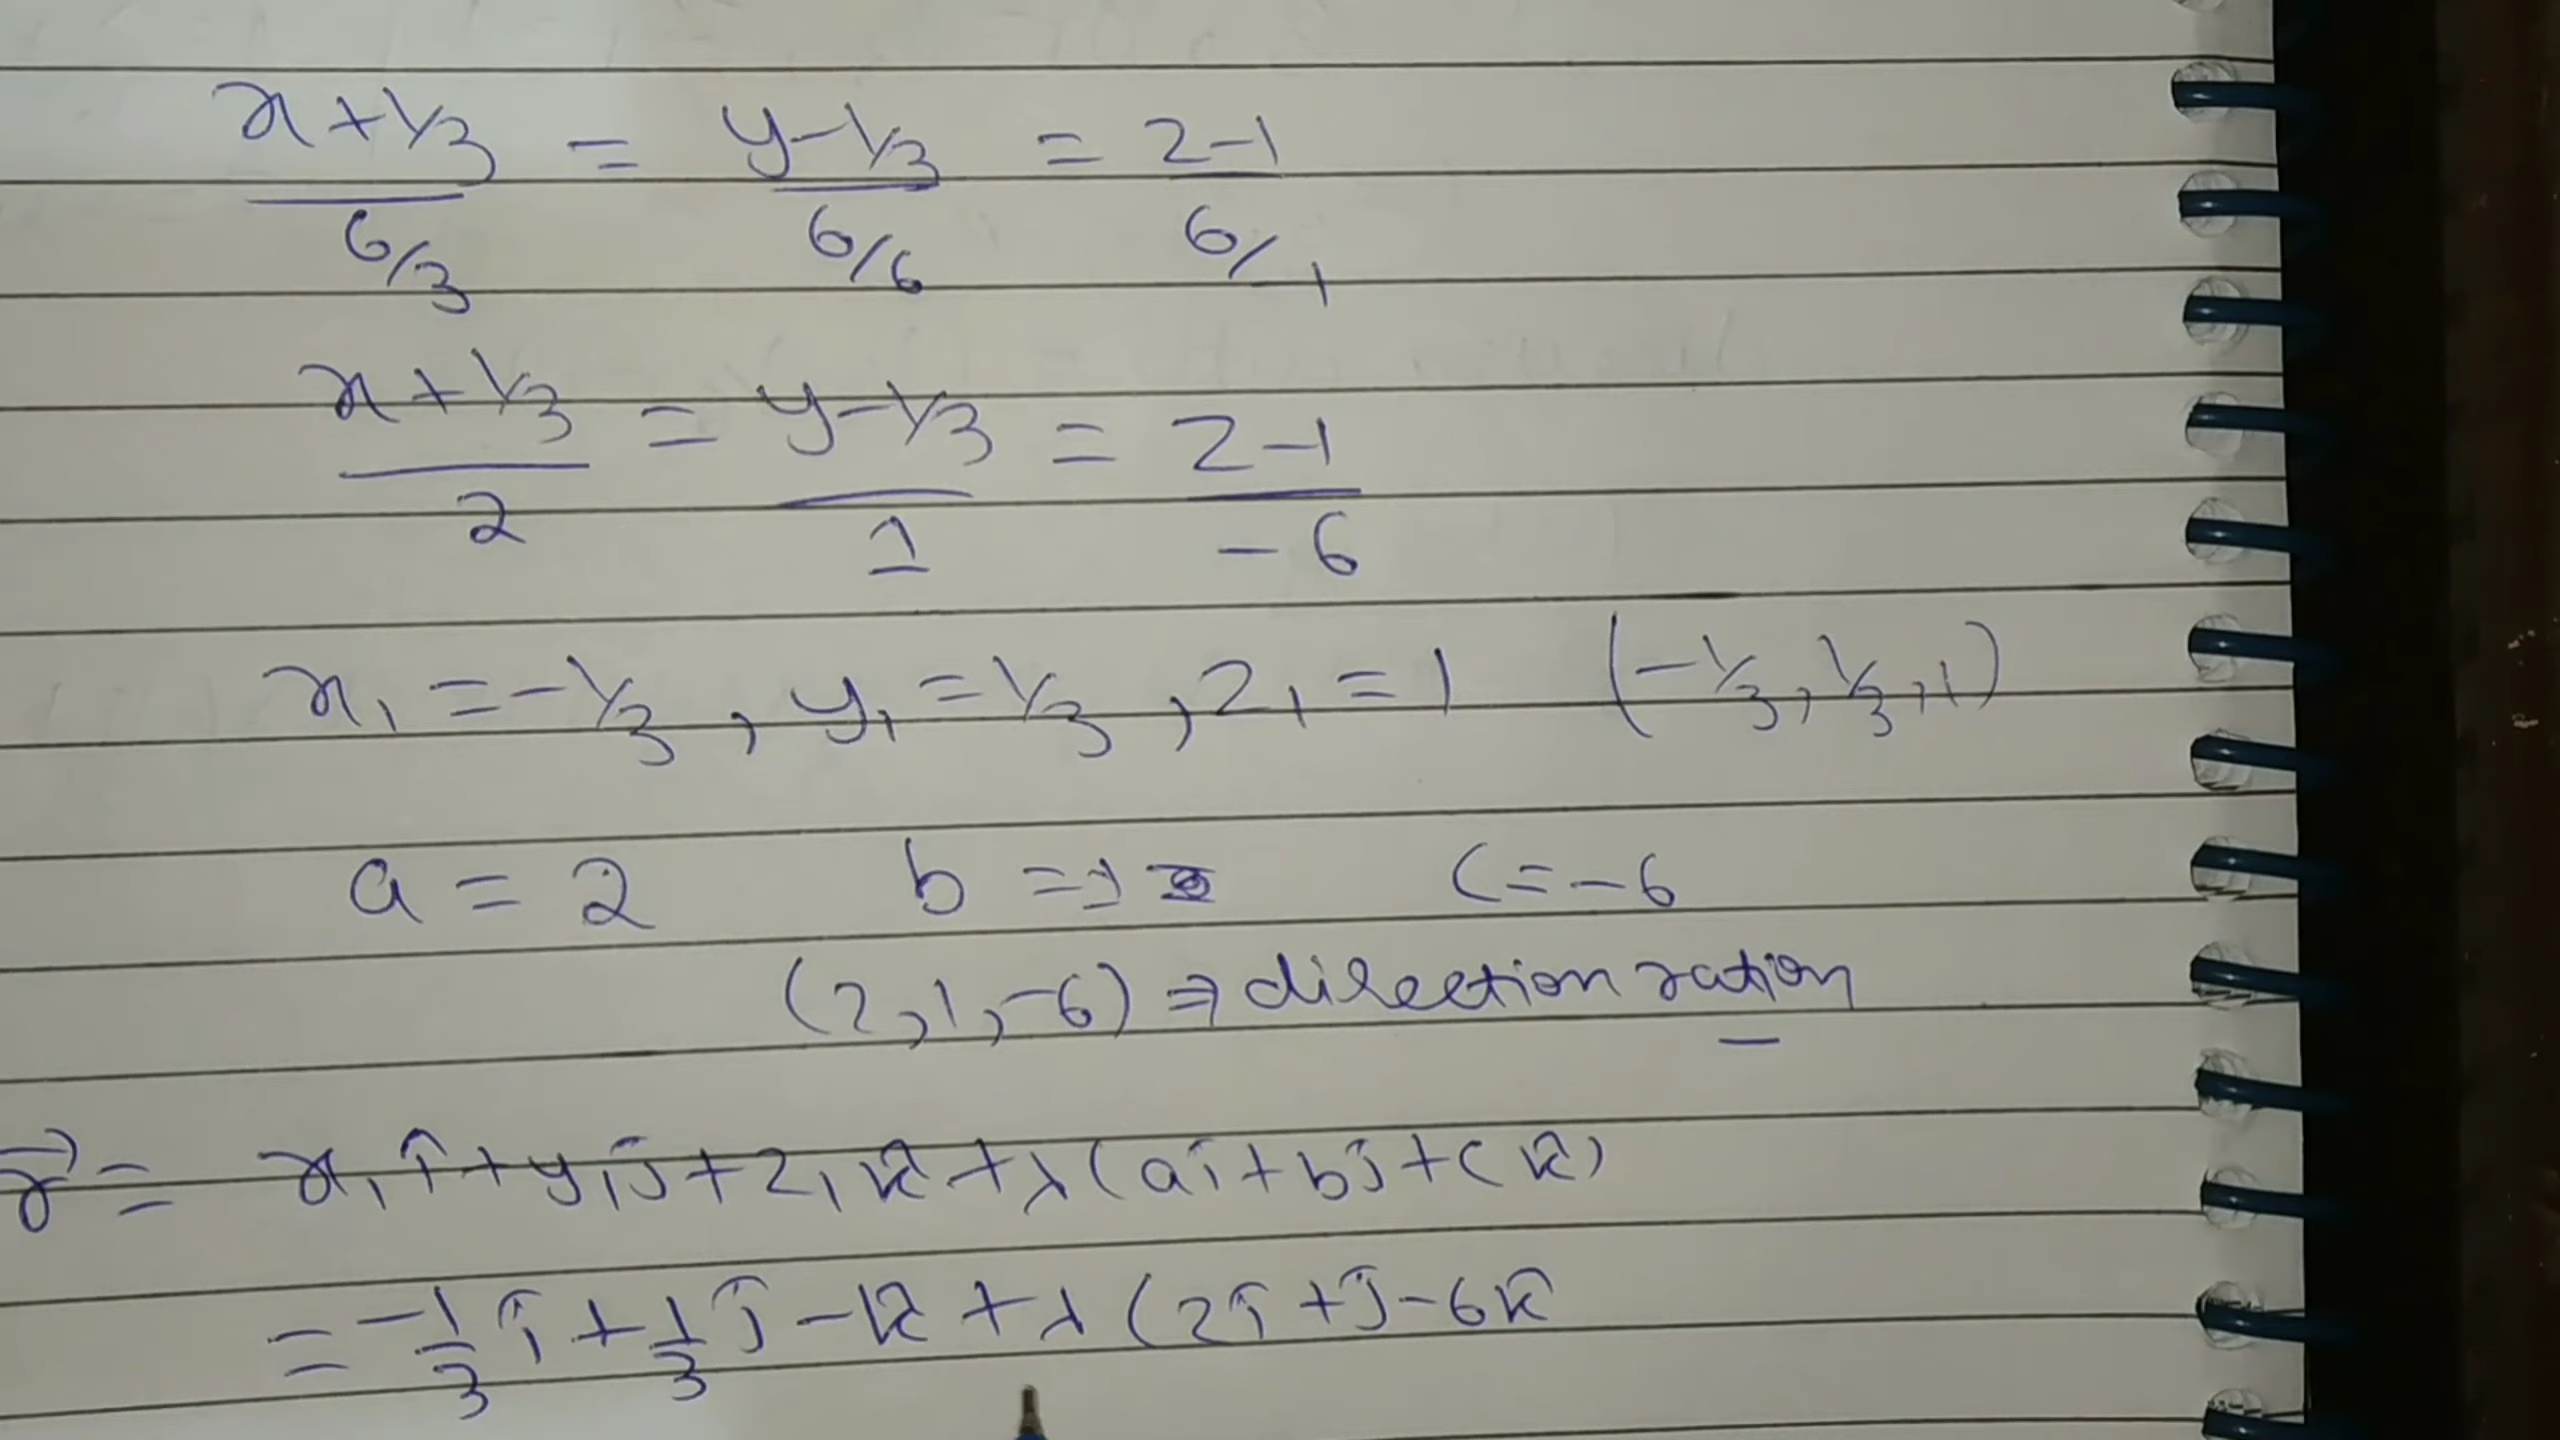 x+1/3 / 6/3 = y-1/3 / 6/6 = z-1 / 6/-1
x+1/3 / 2 = y-1/3 / 1 = z-1 / -6
x₁ = -1/3 , y₁ = 1/3 , z₁ = 1 (-1/3, 1/3, 1)
a = 2 b = 1 c = -6
(2, 1, -6) ⇒ direction ration
r⃗ = x₁î + y₁ĵ + z₁k̂ + λ(aî + bĵ + ck̂)
= -1/3 î + 1/3 ĵ - k̂ + λ(2î + ĵ - 6k̂